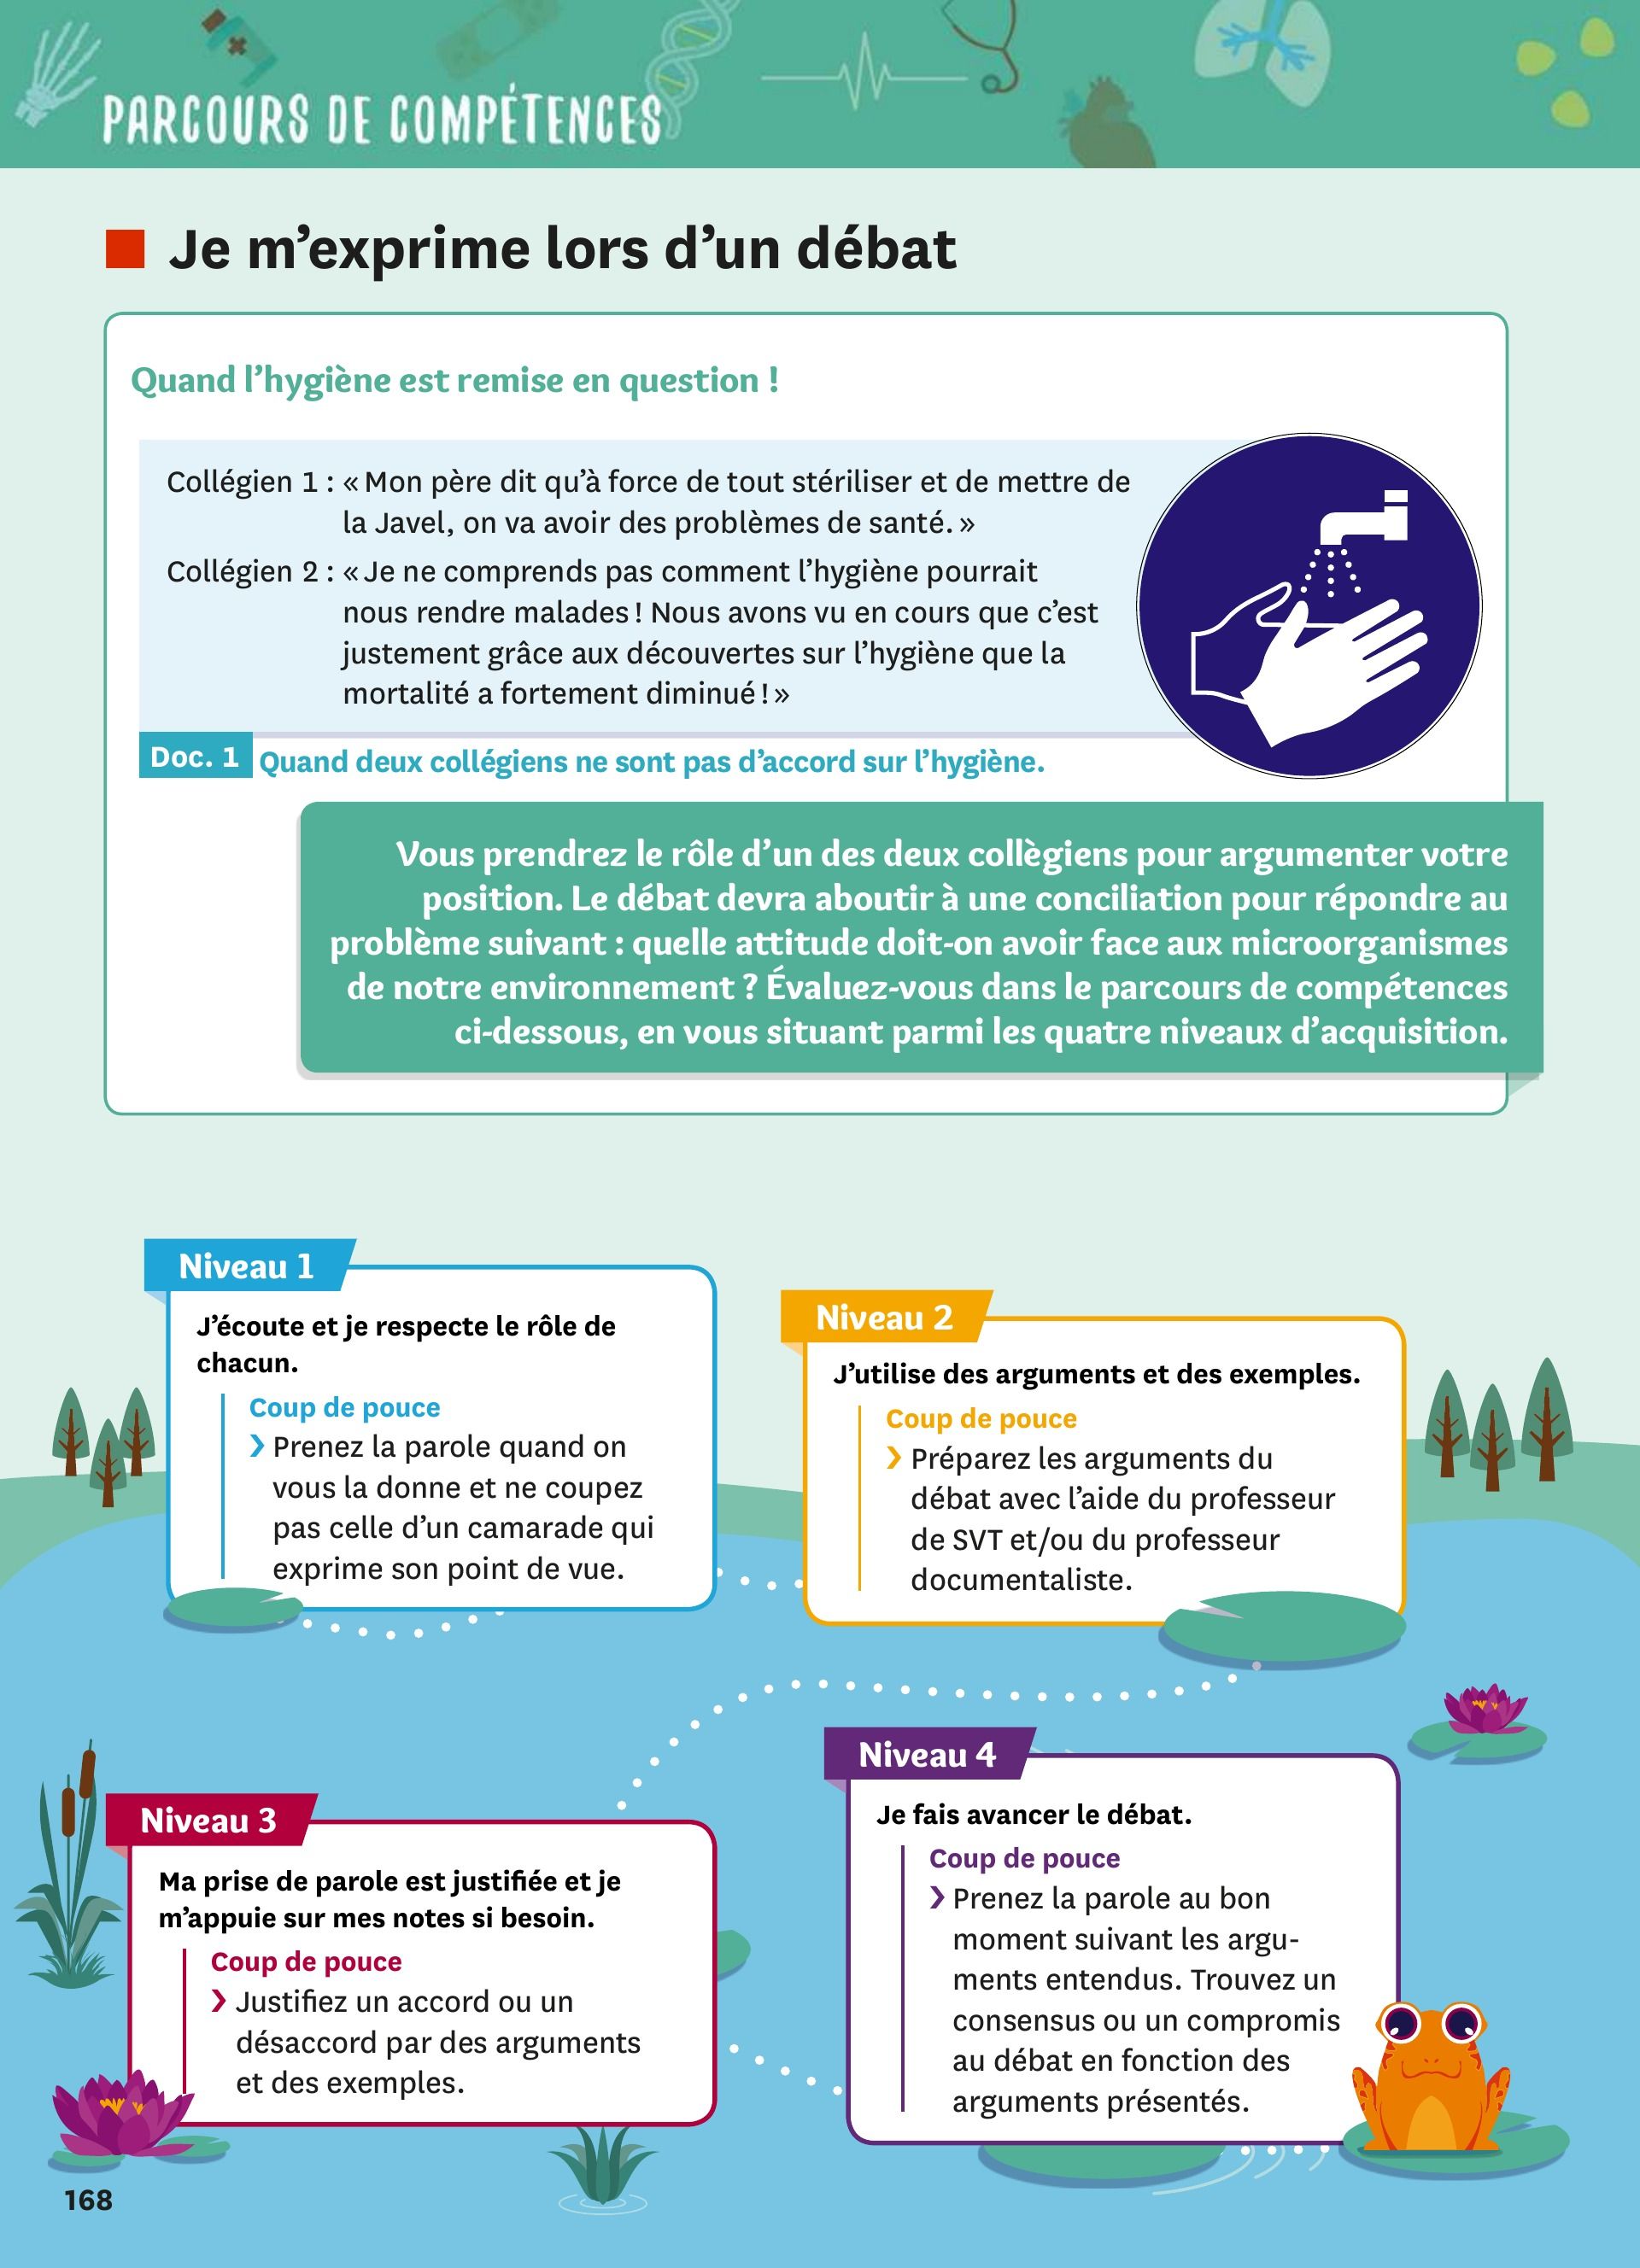 PARCOURS DE COMPÉTENCES
Je m'exprime lors d'un débat
Quand l'hygiène est remise en question !
Collégien 1 : « Mon père dit qu'à force de tout stériliser et de mettre de
la Javel, on va avoir des problèmes de santé. »
Collégien 2 : « Je ne comprends pas comment l'hygiène pourrait
nous rendre malades ! Nous avons vu en cours que c'est
justement grâce aux découvertes sur l'hygiène que la
mortalité a fortement diminué ! »
Doc. 1 Quand deux collégiens ne sont pas d'accord sur l'hygiène.
Vous prendrez le rôle d'un des deux collègiens pour argumenter votre
position. Le débat devra aboutir à une conciliation pour répondre au
problème suivant : quelle attitude doit-on avoir face aux microorganismes
de notre environnement ? Évaluez-vous dans le parcours de compétences
ci-dessous, en vous situant parmi les quatre niveaux d'acquisition.
Niveau 1
J'écoute et je respecte le rôle de
chacun.
Coup de pouce
› Prenez la parole quand on
vous la donne et ne coupez
pas celle d'un camarade qui
exprime son point de vue.
Niveau 2
J'utilise des arguments et des exemples.
Coup de pouce
› Préparez les arguments du
débat avec l'aide du professeur
de SVT et/ou du professeur
documentaliste.
Niveau 3
Ma prise de parole est justifiée et je
m'appuie sur mes notes si besoin.
Coup de pouce
› Justifiez un accord ou un
désaccord par des arguments
et des exemples.
Niveau 4
Je fais avancer le débat.
Coup de pouce
› Prenez la parole au bon
moment suivant les argu-
ments entendus. Trouvez un
consensus ou un compromis
au débat en fonction des
arguments présentés.
168